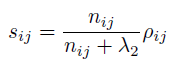 s_{ij} = \frac{n_{ij}}{n_{ij} + \lambda_2} \rho_{ij}